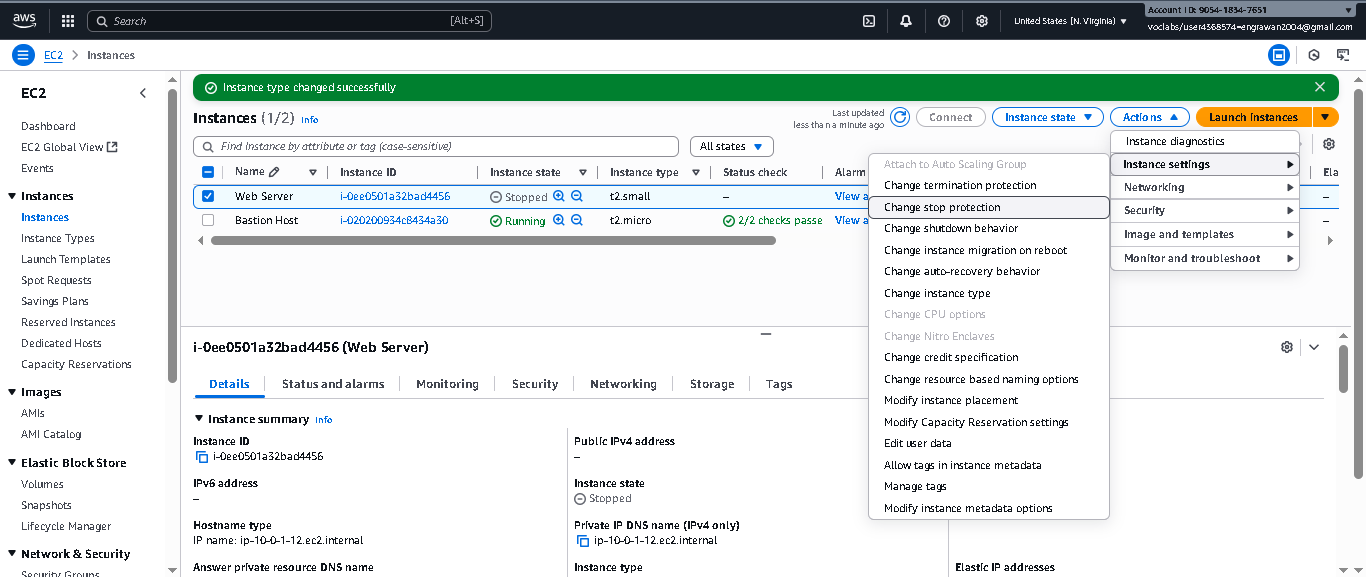 aws
Search
[Alt+S]
United States (N. Virginia)
Account ID: 9054-1834-7651
voclabs/user4368574=engrawan2004@gmail.com
EC2
Instances
EC2
Dashboard
EC2 Global View
Events
Instances
Instances
Instance Types
Launch Templates
Spot Requests
Savings Plans
Reserved Instances
Dedicated Hosts
Capacity Reservations
Images
AMIs
AMI Catalog
Elastic Block Store
Volumes
Snapshots
Lifecycle Manager
Network & Security
Security Groups
Instance type changed successfully
Instances (1/2) Info
Last updated
less than a minute ago
Connect
Instance state
Actions
Launch instances
Find Instance by attribute or tag (case-sensitive)
All states
Name
Instance ID
Instance state
Instance type
Status check
Alarm
Ela
Web Server
i-0ee0501a32bad4456
Stopped
t2.small
–
View a
–
Bastion Host
i-020200934c8434a30
Running
t2.micro
2/2 checks passe
View a
–
Instance diagnostics
Instance settings
Networking
Security
Image and templates
Monitor and troubleshoot
Attach to Auto Scaling Group
Change termination protection
Change stop protection
Change shutdown behavior
Change instance migration on reboot
Change auto-recovery behavior
Change instance type
Change CPU options
Change Nitro Enclaves
Change credit specification
Change resource based naming options
Modify instance placement
Modify Capacity Reservation settings
Edit user data
Allow tags in instance metadata
Manage tags
Modify instance metadata options
i-0ee0501a32bad4456 (Web Server)
Details
Status and alarms
Monitoring
Security
Networking
Storage
Tags
Instance summary Info
Instance ID
i-0ee0501a32bad4456
Public IPv4 address
–
IPv6 address
–
Instance state
Stopped
Hostname type
IP name: ip-10-0-1-12.ec2.internal
Private IP DNS name (IPv4 only)
ip-10-0-1-12.ec2.internal
Answer private resource DNS name
Instance type
Elastic IP addresses